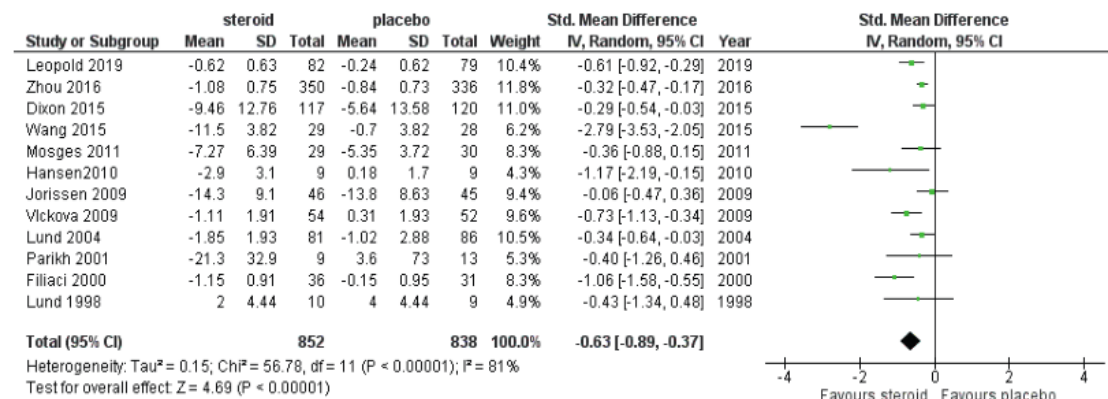 steroid placebo Std. Mean Difference Std. Mean Difference
Study or Subgroup Mean SD Total Mean SD Total Weight IV, Random, 95% CI Year IV, Random, 95% CI
Leopold 2019 -0.62 0.63 82 -0.24 0.62 79 10.4% -0.61 [-0.92, -0.29] 2019
Zhou 2016 -1.08 0.75 350 -0.84 0.73 336 11.8% -0.32 [-0.47, -0.17] 2016
Dixon 2015 -9.46 12.76 117 -5.64 13.58 120 11.0% -0.29 [-0.54, -0.03] 2015
Wang 2015 -11.5 3.82 29 -0.7 3.82 28 6.2% -2.79 [-3.53, -2.05] 2015
Mosges 2011 -7.27 6.39 29 -5.35 3.72 30 8.3% -0.36 [-0.88, 0.15] 2011
Hansen2010 -2.9 3.1 9 0.18 1.7 9 4.2% -1.17 [-2.19, -0.15] 2010
Jorissen 2009 -14.3 9.1 46 -13.8 8.63 45 9.4% -0.06 [-0.47, 0.36] 2009
Vlckova 2009 -1.11 1.91 54 0.31 1.93 52 9.6% -0.73 [-1.13, -0.34] 2009
Lund 2004 -1.85 1.93 81 -1.02 2.88 86 10.5% -0.34 [-0.64, -0.03] 2004
Parikh 2001 -21.3 32.9 9 3.6 73 13 5.3% -0.40 [-1.26, 0.46] 2001
Filiaci 2000 -1.15 0.91 36 -0.15 0.95 31 8.3% -1.06 [-1.58, -0.55] 2000
Lund 1998 2 4.44 10 4 4.44 9 4.9% -0.43 [-1.34, 0.48] 1998
Total (95% CI) 852 838 100.0% -0.63 [-0.89, -0.37]
Heterogeneity: Tau² = 0.15; Chi² = 56.78, df = 11 (P < 0.00001); I² = 81%
Test for overall effect: Z = 4.69 (P < 0.00001)
-4 -2 0 2 4
Favours steroid Favours placebo